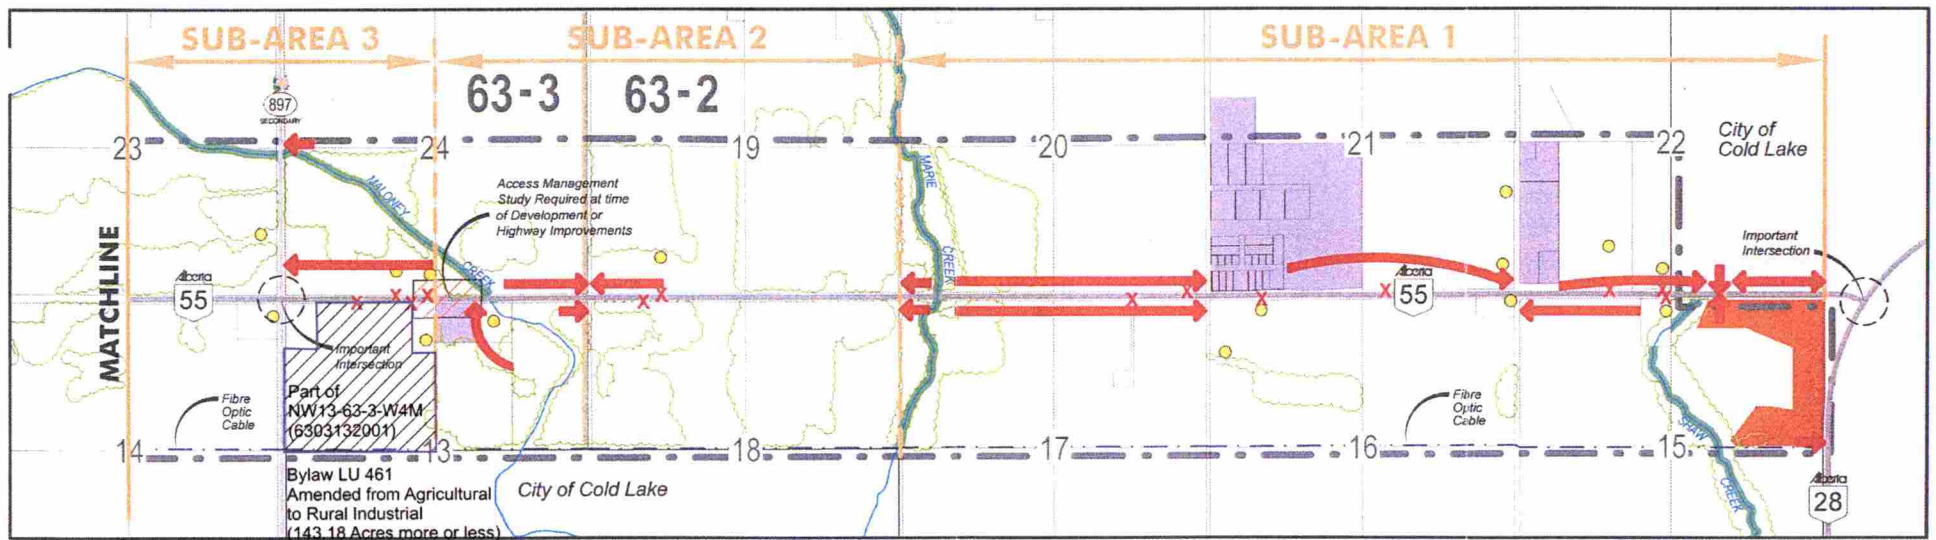 SUB-AREA 3
SUB-AREA 2
SUB-AREA 1
63-3
63-2
897
SECONDARY
23
24
19
20
21
22
City of
Cold Lake
MALONEY
CREEK
Access Management
Study Required at time
of Development or
Highway Improvements
MARIE
CREEK
Important
Intersection
MATCHLINE
Alberta
55
Alberta
55
X
X
X
X
X
X
X
X
X
X
X
X
Important
Intersection
Fibre
Optic
Cable
Part of
NW13-63-3-W4M
(6303132001)
Fibre
Optic
Cable
SHAW
CREEK
14
13
18
17
16
15
Bylaw LU 461
Amended from Agricultural
to Rural Industrial
(143.18 Acres more or less)
City of Cold Lake
Alberta
28